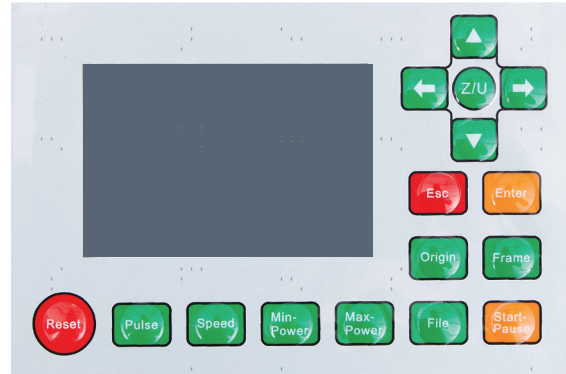 Z/U
Esc
Enter
Origin
Frame
Reset
Pulse
Speed
Min-
Power
Max-
Power
File
Start-
Pause